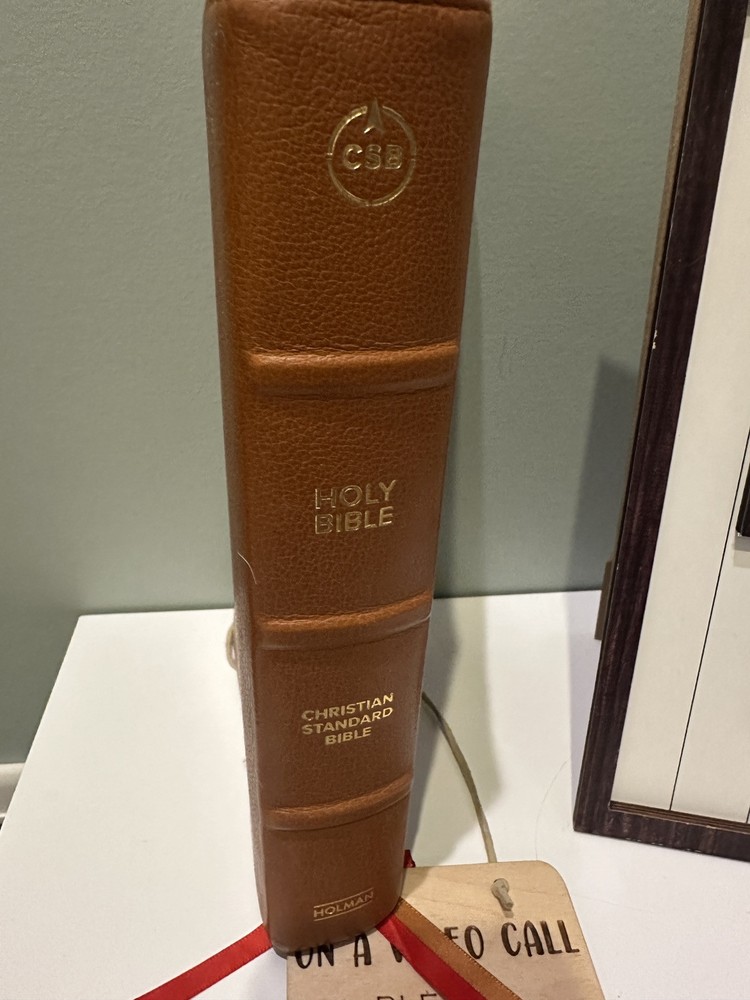 CSB
HOLY
BIBLE
CHRISTIAN
STANDARD
BIBLE
HOLMAN
ON A CALL